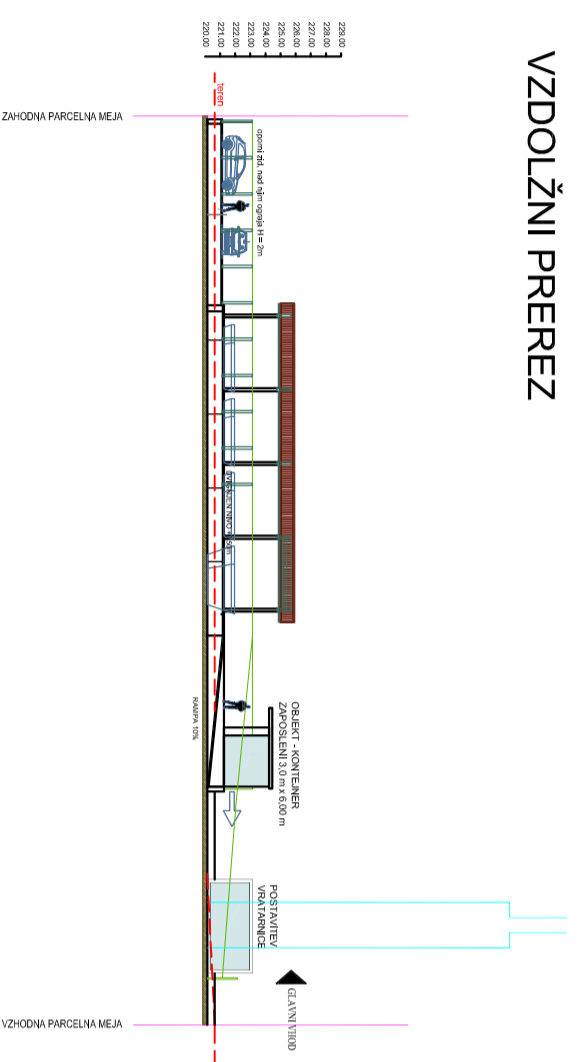 VZDOLŽNI PREREZ
229.00
228.00
227.00
226.00
225.00
224.00
223.00
222.00
221.00
220.00
teren
ZAHODNA PARCELNA MEJA
oporni zid, nad njim ograja H = 2m
RAMPA 10%
OBJEKT - KONTEJNER
ZAPOSLENI 3,0 m x 6,00 m
POSTAVITEV
VRATARNICE
GLAVNI VHOD
VZHODNA PARCELNA MEJA